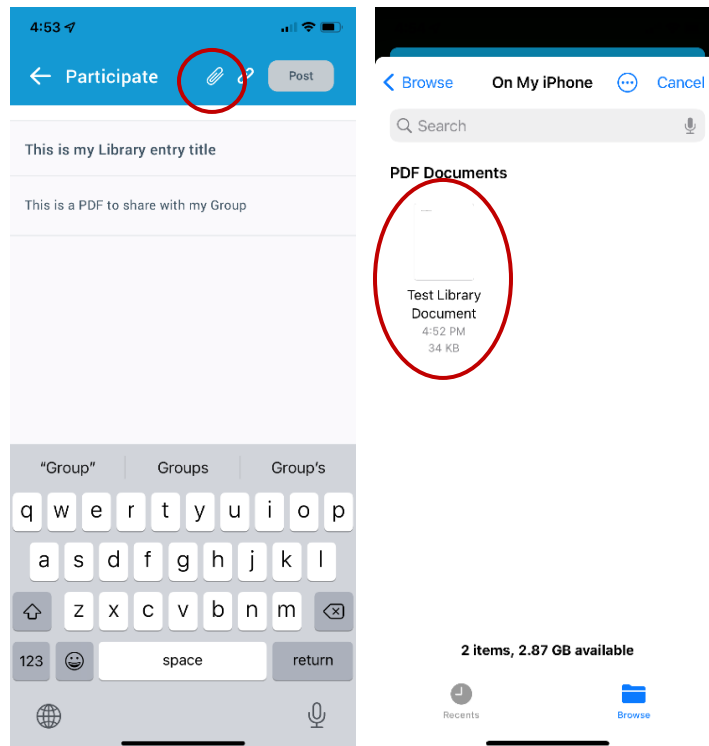 4:53
Participate
Post
This is my Library entry title
This is a PDF to share with my Group
“Group” Groups Group's
q w e r t y u i o p
a s d f g h j k l
z x c v b n m
123 space return
Browse On My iPhone Cancel
Search
PDF Documents
Test Library
Document
4:52 PM
34 KB
2 items, 2.87 GB available
Recents Browse